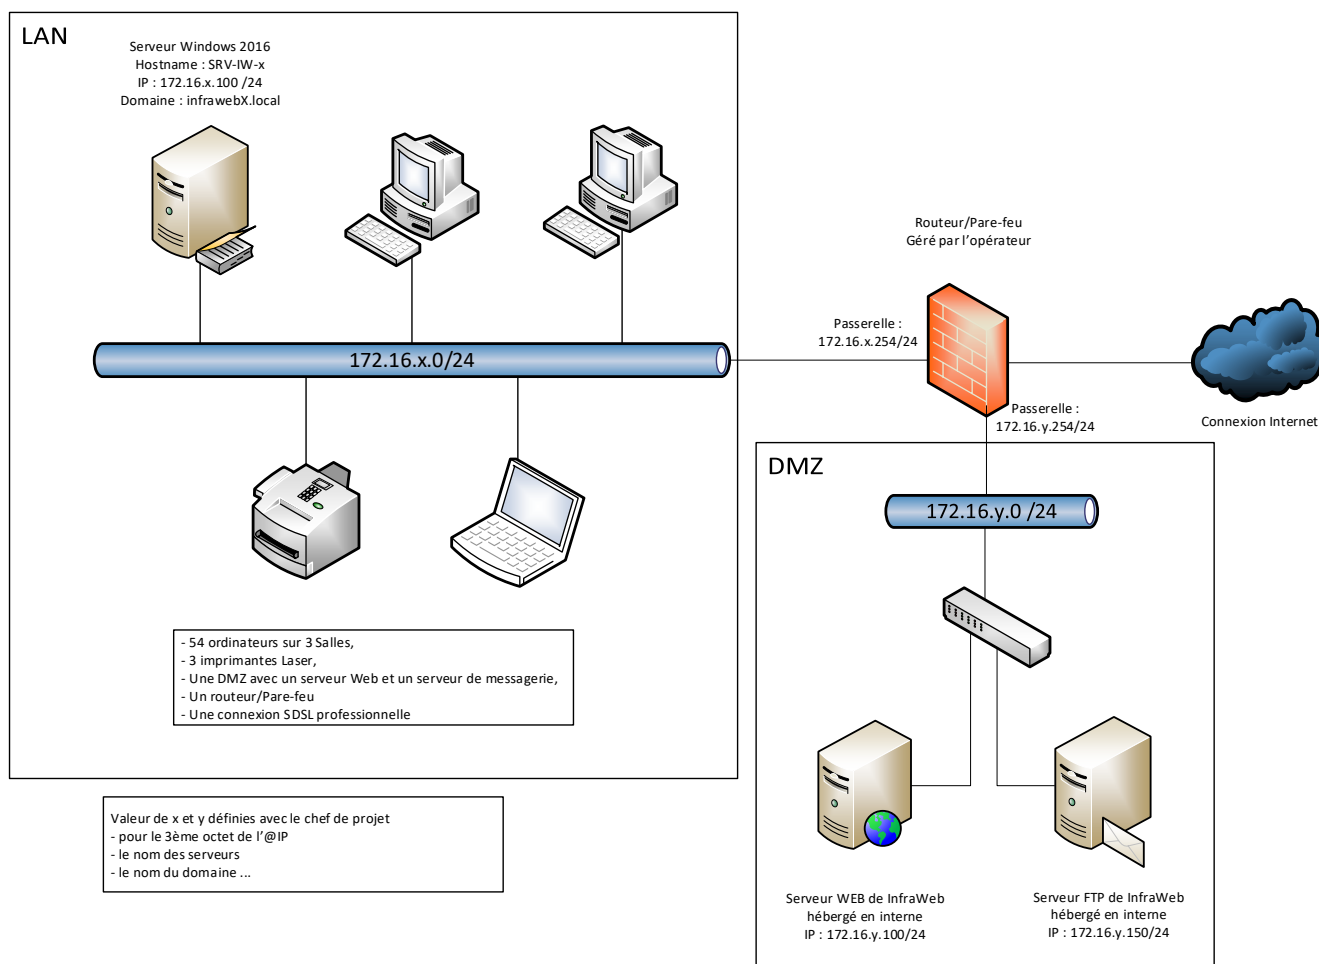 LAN
Serveur Windows 2016
Hostname : SRV-IW-x
IP : 172.16.x.100 /24
Domaine : infrawebX.local
172.16.x.0/24
Routeur/Pare-feu
Géré par l'opérateur
Passerelle :
172.16.x.254/24
Connexion Internet
Passerelle :
172.16.y.254/24
DMZ
172.16.y.0 /24
- 54 ordinateurs sur 3 Salles,
- 3 imprimantes Laser,
- Une DMZ avec un serveur Web et un serveur de messagerie,
- Un routeur/Pare-feu
- Une connexion SDSL professionnelle
Valeur de x et y définies avec le chef de projet
- pour le 3ème octet de l'@IP
- le nom des serveurs
- le nom du domaine ...
Serveur WEB de InfraWeb
hébergé en interne
IP : 172.16.y.100/24
Serveur FTP de InfraWeb
hébergé en interne
IP : 172.16.y.150/24